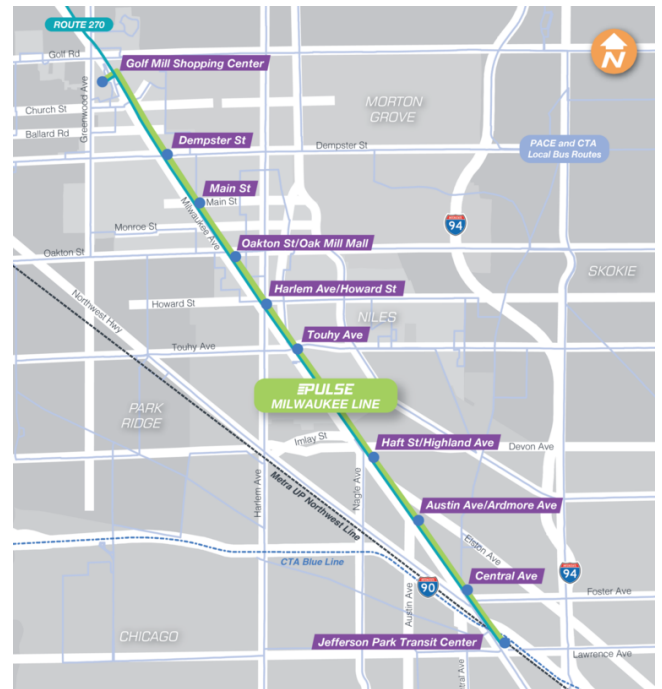 ROUTE 270
Golf Rd
Golf Mill Shopping Center
N
Greenwood Ave
Church St
Ballard Rd
MORTON
GROVE
Dempster St
Dempster St
PACE and CTA
Local Bus Routes
Main St
Main St
Milwaukee Ave
Monroe St
94
Oakton St
Oakton St/Oak Mill Mall
SKOKIE
Northwest Hwy
Harlem Ave/Howard St
Howard St
NILES
Touhy Ave
Touhy Ave
PULSE
MILWAUKEE LINE
PARK
RIDGE
Imlay St
Haft St/Highland Ave
Devon Ave
Metra UP Northwest Line
Harlem Ave
Nagle Ave
Austin Ave/Ardmore Ave
Elston Ave
CTA Blue Line
90
Central Ave
94
Foster Ave
Austin Ave
CHICAGO
Jefferson Park Transit Center
Lawrence Ave
tral Ave